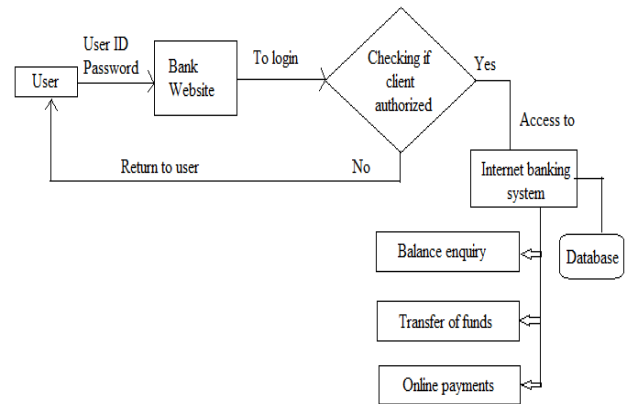 User ID
Password
User
Bank
Website
To login
Checking if
client
authorized
Yes
Access to
Return to user
No
Internet banking
system
Balance enquiry
Database
Transfer of funds
Online payments